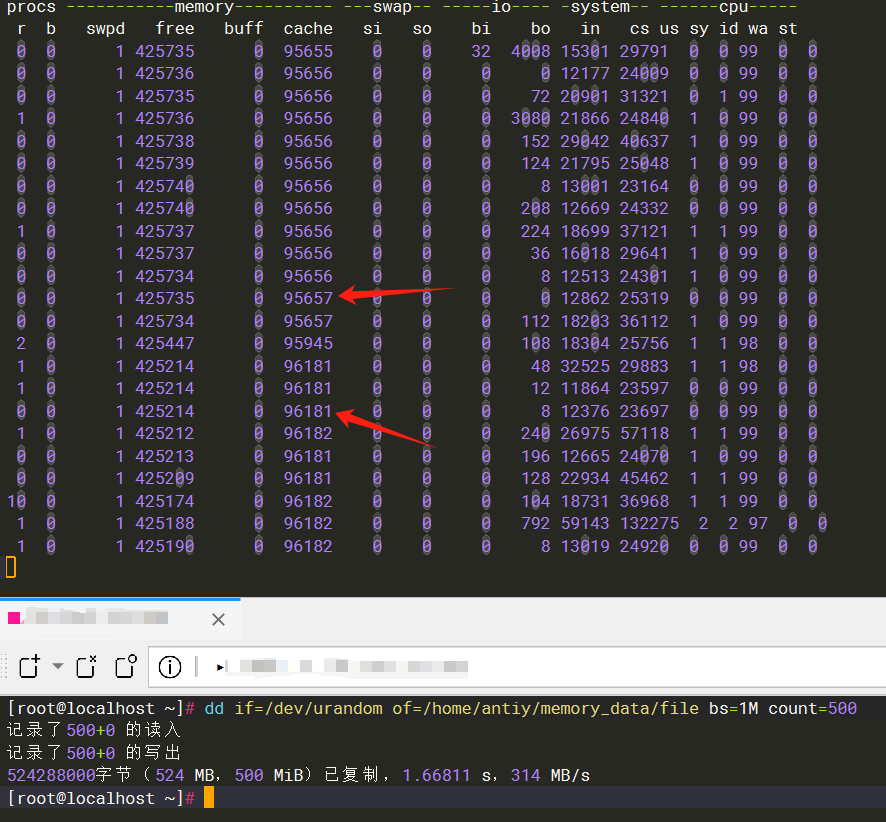 procs -----------memory---------- ---swap-- -----io---- -system-- ------cpu-----
r b swpd free buff cache si so bi bo in cs us sy id wa st
0 0 1 425735 0 95655 0 0 32 4008 15301 29791 0 0 99 0 0
0 0 1 425736 0 95656 0 0 0 0 12177 24009 0 0 99 0 0
0 0 1 425735 0 95656 0 0 0 72 20901 31321 0 1 99 0 0
1 0 1 425736 0 95656 0 0 0 3080 21866 24840 1 0 99 0 0
0 0 1 425738 0 95656 0 0 0 152 29042 40637 1 0 99 0 0
0 0 1 425739 0 95656 0 0 0 124 21795 25048 1 0 99 0 0
0 0 1 425740 0 95656 0 0 0 8 13001 23164 0 0 99 0 0
0 0 1 425740 0 95656 0 0 0 208 12669 24332 0 0 99 0 0
1 0 1 425737 0 95656 0 0 0 224 18699 37121 1 1 99 0 0
0 0 1 425737 0 95656 0 0 0 36 16018 29641 1 0 99 0 0
0 0 1 425734 0 95656 0 0 0 8 12513 24301 1 0 99 0 0
0 0 1 425735 0 95657 0 0 0 0 12862 25319 0 0 99 0 0
0 0 1 425734 0 95657 0 0 0 112 18203 36112 1 0 99 0 0
2 0 1 425447 0 95945 0 0 0 108 18304 25756 1 1 98 0 0
1 0 1 425214 0 96181 0 0 0 48 32525 29883 1 1 98 0 0
1 0 1 425214 0 96181 0 0 0 12 11864 23597 0 0 99 0 0
0 0 1 425214 0 96181 0 0 0 8 12376 23697 0 0 99 0 0
1 0 1 425212 0 96182 0 0 0 240 26975 57118 1 1 99 0 0
0 0 1 425213 0 96181 0 0 0 196 12665 24070 1 0 99 0 0
0 0 1 425209 0 96181 0 0 0 128 22934 45462 1 1 99 0 0
10 0 1 425174 0 96182 0 0 0 104 18731 36968 1 1 99 0 0
1 0 1 425188 0 96182 0 0 0 792 59143 132275 2 2 97 0 0
1 0 1 425190 0 96182 0 0 0 8 13019 24920 0 0 99 0 0
[root@localhost ~]# dd if=/dev/urandom of=/home/antiy/memory_data/file bs=1M count=500
记录了500+0 的读入
记录了500+0 的写出
524288000字节（524 MB，500 MiB）已复制，1.66811 s，314 MB/s
[root@localhost ~]#